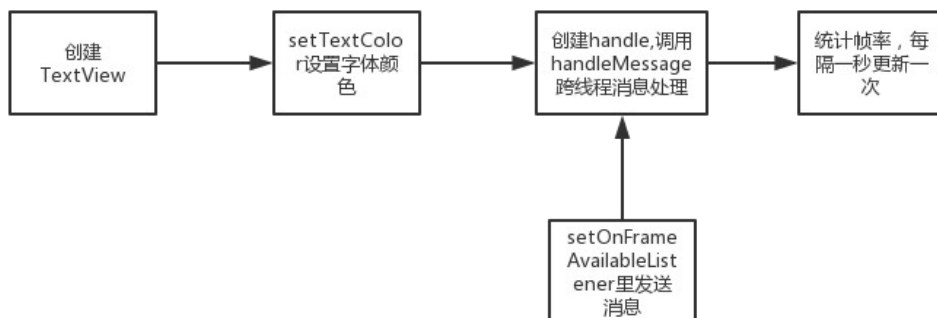 创建
TextView
setTextColo
r设置字体颜
色
创建handle,调用
handleMessage
跨线程消息处理
统计帧率，每
隔一秒更新一
次
setOnFrame
AvailableList
ener里发送
消息